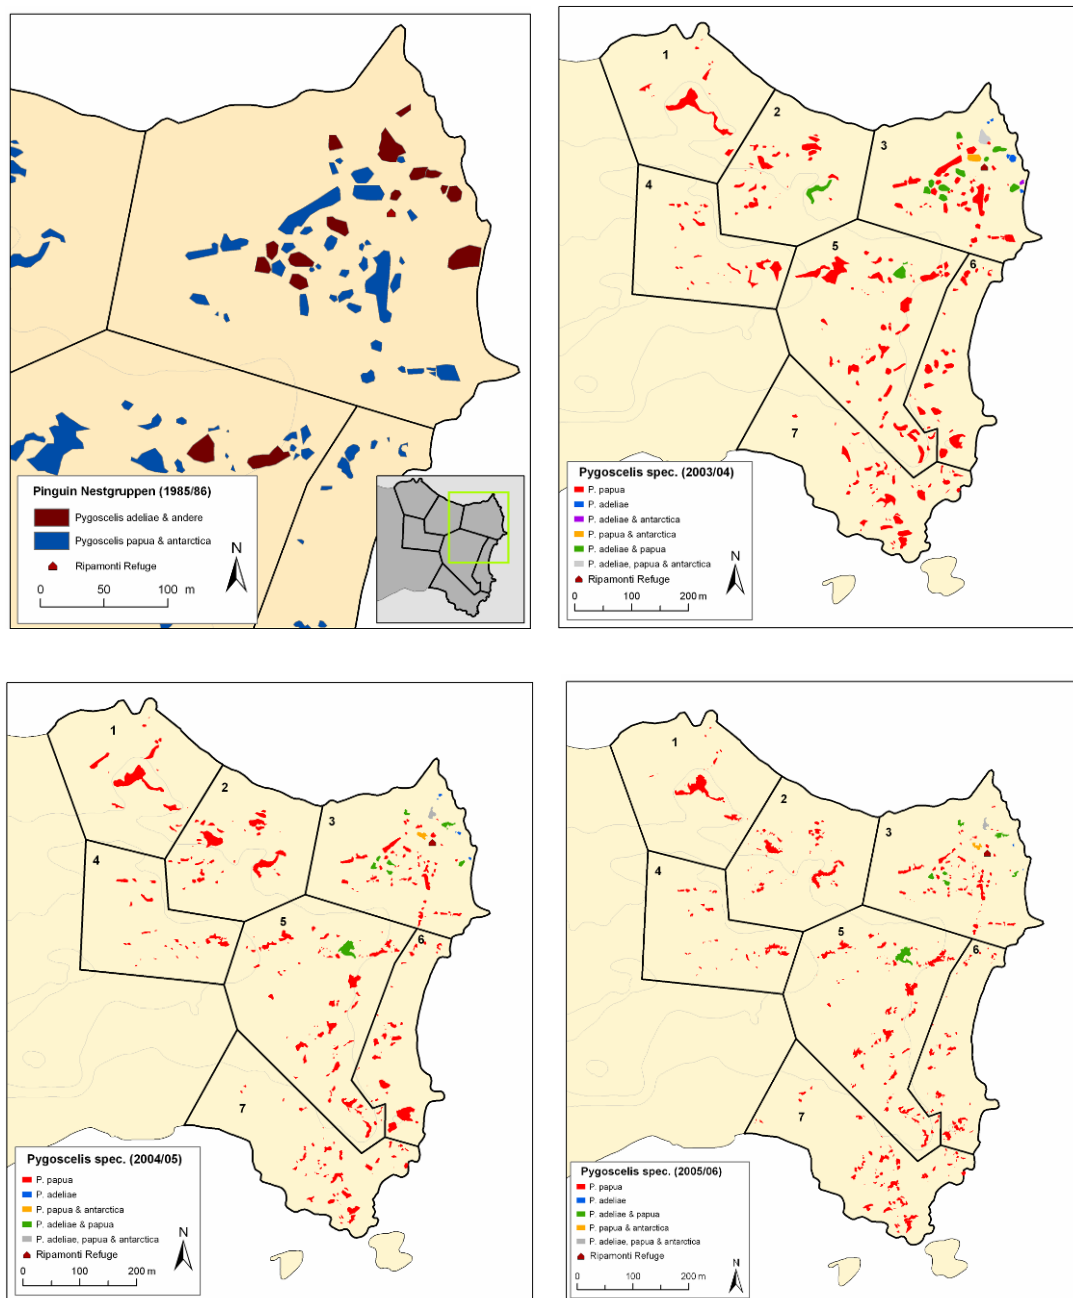 Pinguin Nestgruppen (1985/86)
Pygoscelis adeliae & andere
Pygoscelis papua & antarctica
Ripamonti Refuge
N
0 50 100 m
1
2
3
4
5
6
7
Pygoscelis spec. (2003/04)
P. papua
P. adeliae
P. adeliae & antarctica
P. papua & antarctica
P. adeliae & papua
P. adeliae, papua & antarctica
Ripamonti Refuge
N
0 100 200 m
1
2
3
4
5
6
7
Pygoscelis spec. (2004/05)
P. papua
P. adeliae
P. papua & antarctica
P. adeliae & papua
P. adeliae, papua & antarctica
Ripamonti Refuge
N
0 100 200 m
1
2
3
4
5
6
7
Pygoscelis spec. (2005/06)
P. papua
P. adeliae
P. adeliae & papua
P. papua & antarctica
P. adeliae, papua & antarctica
Ripamonti Refuge
N
0 100 200 m